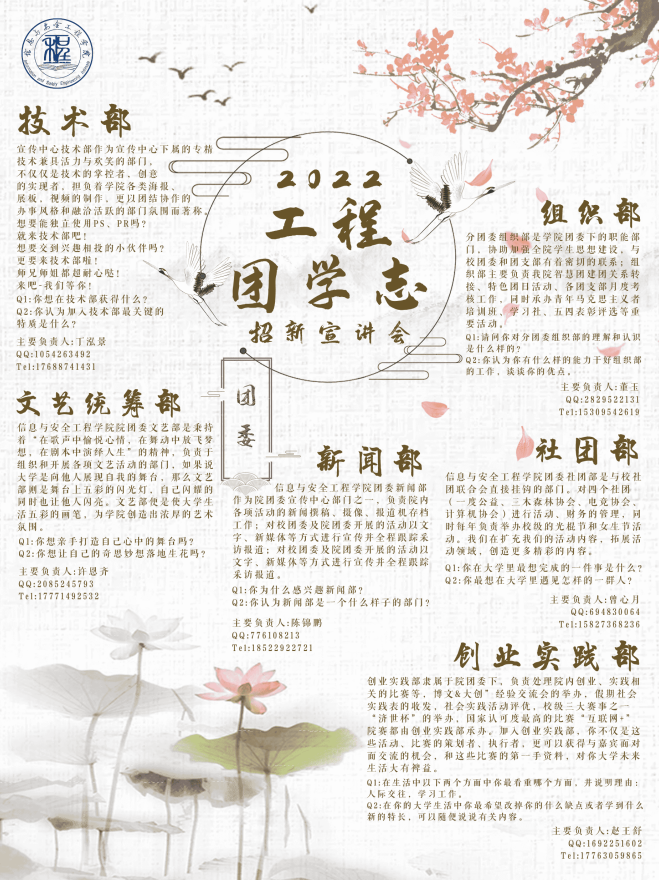 信息与安全工程学院
2022
工程
团学志
招新宣讲会
团委
技术部
宣传中心技术部作为宣传中心下属的专精
技术兼具活力与欢笑的部门,
不仅仅是技术的掌控者、创意
的实现者, 担负着学院各类海报、
展板、视频的制作, 更以团结协作的
办事风格和融洽活跃的部门氛围而著称。
想要能独立使用PS、PR吗?
就来技术部吧!
想要交到兴趣相投的小伙伴吗?
更要来技术部啦!
师兄师姐都超耐心哒!
来吧~我们等你!
Q1:你想在技术部获得什么?
Q2:你认为加入技术部最关键的
特质是什么?
主要负责人:丁泓景
QQ:1054263492
Tel:17688741431
组织部
分团委组织部是学院团委下的职能部
门, 协助加强全院学生思想建设, 与
校团委和团支部有着密切的联系; 组
织部主要负责我院智慧团建团关系转
接、特色团日活动、各团支部月度考
核工作, 同时承办青年马克思主义者
培训班、学习社、五四表彰评选等重
要活动。
Q1:请问你对分团委组织部的理解和认识
是什么样的?
Q2:你认为你有什么样的能力干好组织部
的工作, 谈谈你的优点。
主要负责人:董玉
QQ:2829522131
Tel:15309542619
文艺统筹部
信息与安全工程学院院团委文艺部是秉持
着“在歌声中愉悦心情, 在舞动中放飞梦
想, 在剧本中演绎人生”的精神, 负责于
组织和开展各项文艺活动的部门, 如果说
大学是向他人展现自我的舞台, 那么文艺
部则是舞台上五彩的闪光灯, 自己闪耀的
同时也让他人闪光。文艺部便是使大学生
活五彩的画笔, 为学院创造出浓厚的艺术
氛围。
Q1:你想亲手打造自己心中的舞台吗?
Q2:你想让自己的奇思妙想落地生花吗?
主要负责人:许恩齐
QQ:2085245793
Tel:17771492532
新闻部
信息与安全工程学院团委新闻部
作为院团委宣传中心部门之一, 负责院内
各项活动的新闻撰稿、摄像、报道机存档
工作; 对校团委及院团委开展的活动以文
字、新媒体等方式进行宣传并全程跟踪采
访报道; 对校团委及院团委开展的活动以
文字、新媒体等方式进行宣传并全程跟踪
采访报道。
Q1:你为什么感兴趣新闻部?
Q2:你认为新闻部是一个什么样子的部门?
主要负责人:陈锦鹏
QQ:776108213
Tel:18522922721
社团部
信息与安全工程学院团委社团部是与校社
团联合会直接挂钩的部门。对四个社团
(一度公益、三木森林协会、电竞协会、
计算机协会) 进行活动、财务的管理, 同
时每年负责举办校级的光棍节和女生节活
动。我们在扩充我们的活动内容, 拓展活
动领域, 创造更多精彩的内容。
Q1:你在大学里最想完成的一件事是什么?
Q2:你最想在大学里遇见怎样的一群人?
主要负责人:曾心月
QQ:694830064
Tel:15827368236
创业实践部
创业实践部隶属于院团委下, 负责处理院内创业、实践相
关的比赛等, 博文&大创”经验交流会的举办, 假期社会
实践表的收发, 社会实践活动评优, 校级三大赛事之一
“济世杯”的举办, 国家认可度最高的比赛“互联网+”
院赛都由创业实践部承办。加入创业实践部, 你不仅是这
些活动、比赛的策划者、执行者, 更可以获得与嘉宾面对
面交流的机会, 和这些比赛的第一手资料, 对你大学未来
生活大有裨益。
Q1:在生活中以下两个方面中你最看重哪个方面, 并说明理由:
人际交往, 学习工作。
Q2:在你的大学生活中你最希望改掉你的什么缺点或者学到什么
新的特长, 可以随便说说有关内容。
主要负责人:赵王舒
QQ:1692251602
Tel:17763059865